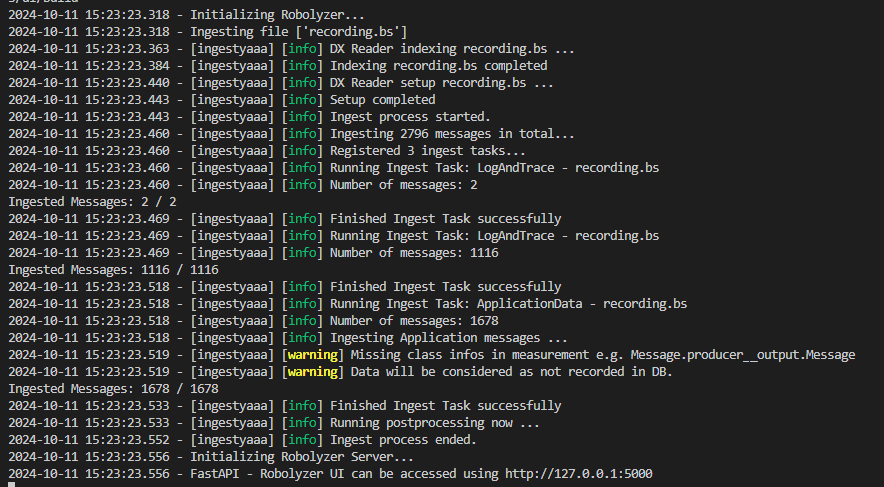 2024-10-11 15:23:23.318 - Initializing Robolyzer...
2024-10-11 15:23:23.318 - Ingesting file ['recording.bs']
2024-10-11 15:23:23.363 - [ingestyaaa] [info] DX Reader indexing recording.bs ...
2024-10-11 15:23:23.384 - [ingestyaaa] [info] Indexing recording.bs completed
2024-10-11 15:23:23.440 - [ingestyaaa] [info] DX Reader setup recording.bs ...
2024-10-11 15:23:23.443 - [ingestyaaa] [info] Setup completed
2024-10-11 15:23:23.443 - [ingestyaaa] [info] Ingest process started.
2024-10-11 15:23:23.460 - [ingestyaaa] [info] Ingesting 2796 messages in total...
2024-10-11 15:23:23.460 - [ingestyaaa] [info] Registered 3 ingest tasks...
2024-10-11 15:23:23.460 - [ingestyaaa] [info] Running Ingest Task: LogAndTrace - recording.bs
2024-10-11 15:23:23.460 - [ingestyaaa] [info] Number of messages: 2
Ingested Messages: 2 / 2
2024-10-11 15:23:23.469 - [ingestyaaa] [info] Finished Ingest Task successfully
2024-10-11 15:23:23.469 - [ingestyaaa] [info] Running Ingest Task: LogAndTrace - recording.bs
2024-10-11 15:23:23.469 - [ingestyaaa] [info] Number of messages: 1116
Ingested Messages: 1116 / 1116
2024-10-11 15:23:23.518 - [ingestyaaa] [info] Finished Ingest Task successfully
2024-10-11 15:23:23.518 - [ingestyaaa] [info] Running Ingest Task: ApplicationData - recording.bs
2024-10-11 15:23:23.518 - [ingestyaaa] [info] Number of messages: 1678
2024-10-11 15:23:23.518 - [ingestyaaa] [info] Ingesting Application messages ...
2024-10-11 15:23:23.519 - [ingestyaaa] [warning] Missing class infos in measurement e.g. Message.producer__output.Message
2024-10-11 15:23:23.519 - [ingestyaaa] [warning] Data will be considered as not recorded in DB.
Ingested Messages: 1678 / 1678
2024-10-11 15:23:23.533 - [ingestyaaa] [info] Finished Ingest Task successfully
2024-10-11 15:23:23.533 - [ingestyaaa] [info] Running postprocessing now ...
2024-10-11 15:23:23.552 - [ingestyaaa] [info] Ingest process ended.
2024-10-11 15:23:23.556 - Initializing Robolyzer Server...
2024-10-11 15:23:23.556 - FastAPI - Robolyzer UI can be accessed using http://127.0.0.1:5000